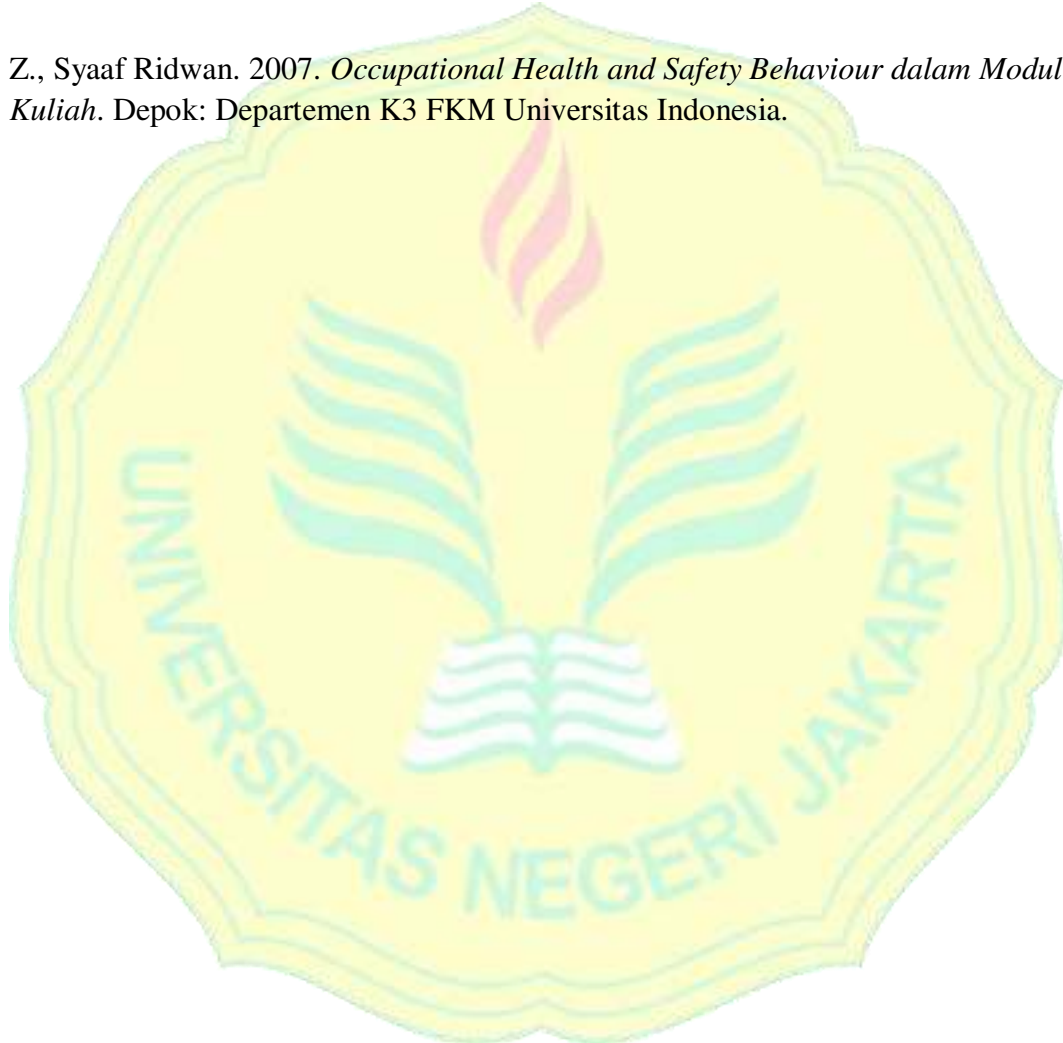 Z., Syaaf Ridwan. 2007. Occupational Health and Safety Behaviour dalam Modul
Kuliah. Depok: Departemen K3 FKM Universitas Indonesia.
UNIVERSITAS NEGERI JAKARTA